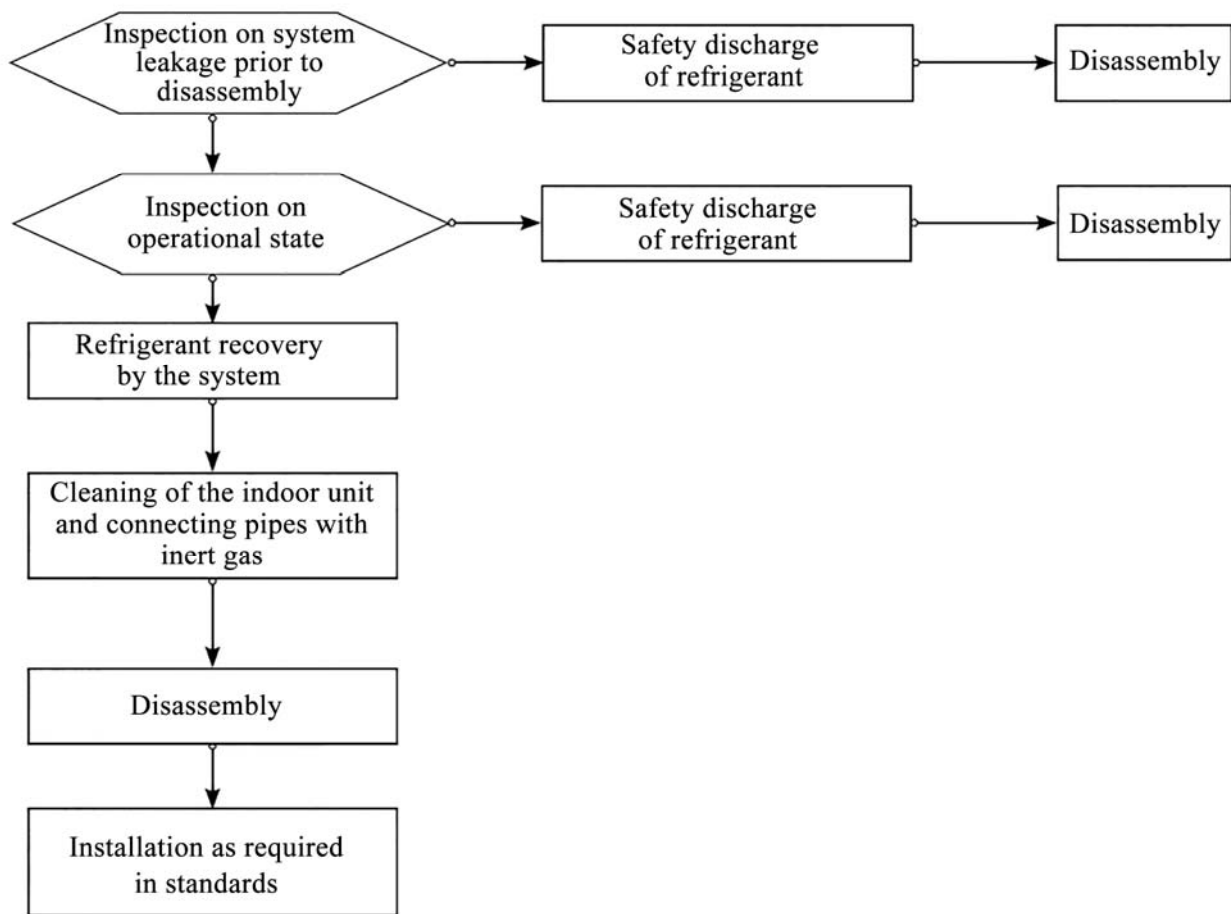 Inspection on system
leakage prior to
disassembly
Safety discharge
of refrigerant
Disassembly
Inspection on
operational state
Safety discharge
of refrigerant
Disassembly
Refrigerant recovery
by the system
Cleaning of the indoor unit
and connecting pipes with
inert gas
Disassembly
Installation as required
in standards